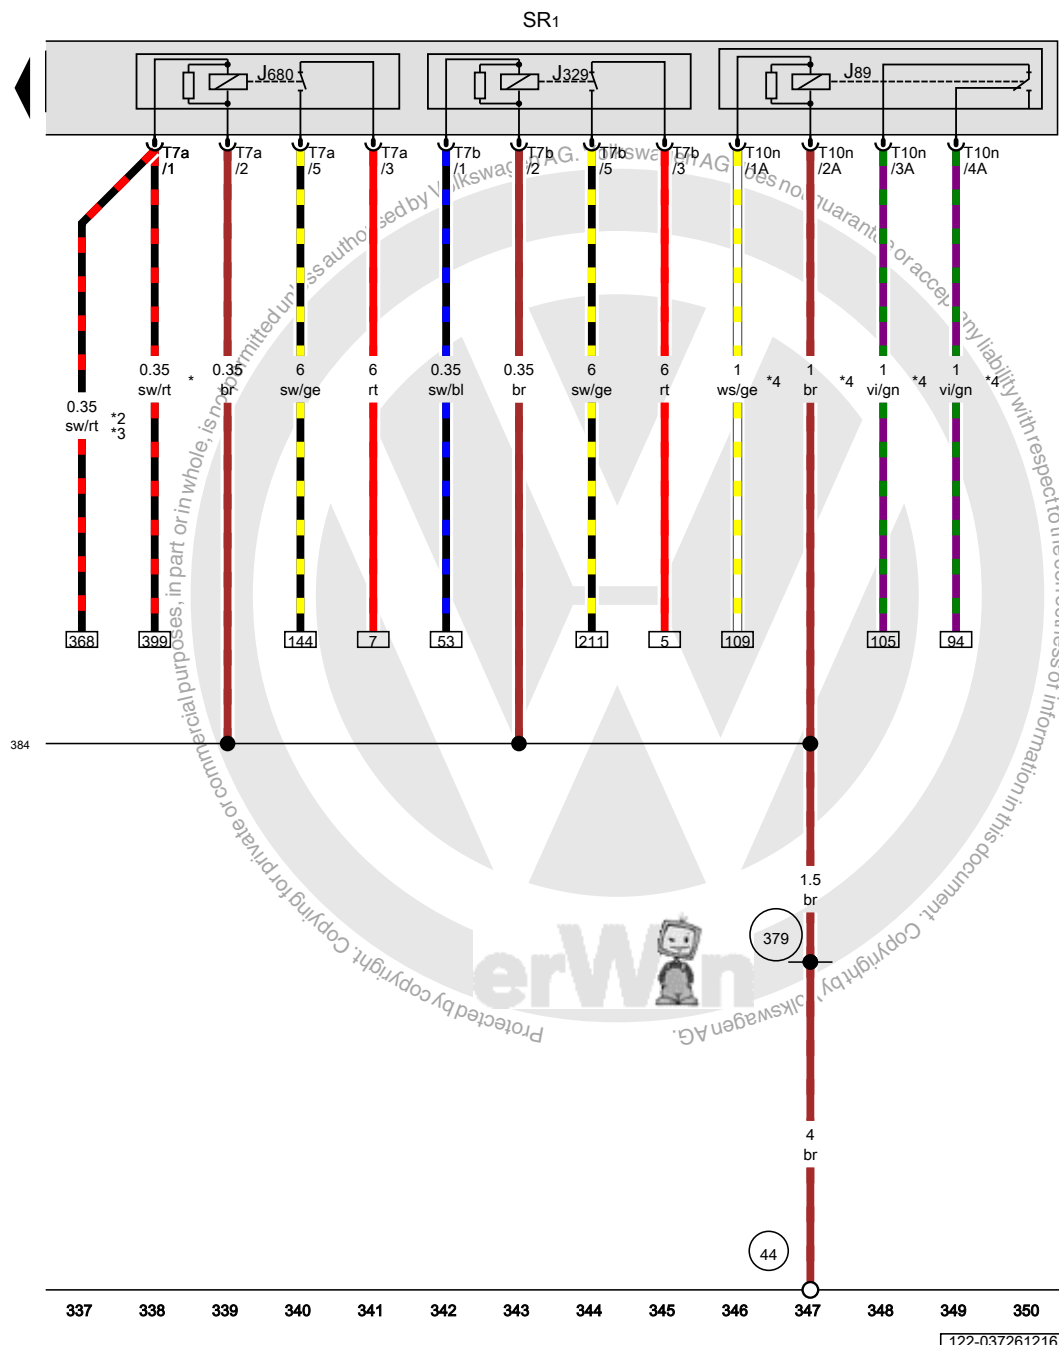 SR1
J680
J329
J89
T7a T7a T7a T7a T7b T7b T7b T7b T10n T10n T10n T10n
/1 /2 /5 /3 /1 /2 /5 /3 /1A /2A /3A /4A
0.35 0.35 6 6 0.35 0.35 6 6 1 1 1 1
sw/rt * br sw/ge rt sw/bl br sw/ge rt ws/ge *4 br *4 vi/gn *4 vi/gn *4
0.35
sw/rt *2
*3
368 399 144 7 53 211 5 109 105 94
384
1.5
br
379
4
br
44
337 338 339 340 341 342 343 344 345 346 347 348 349 350
122-037261216
erWin
Protected by copyright. Copying for private or commercial purposes, in part or in whole, is not permitted unless authorised by Volkswagen AG. Volkswagen AG does not guarantee or accept any liability with respect to the correctness of information in this document. Copyright by Volkswagen AG.